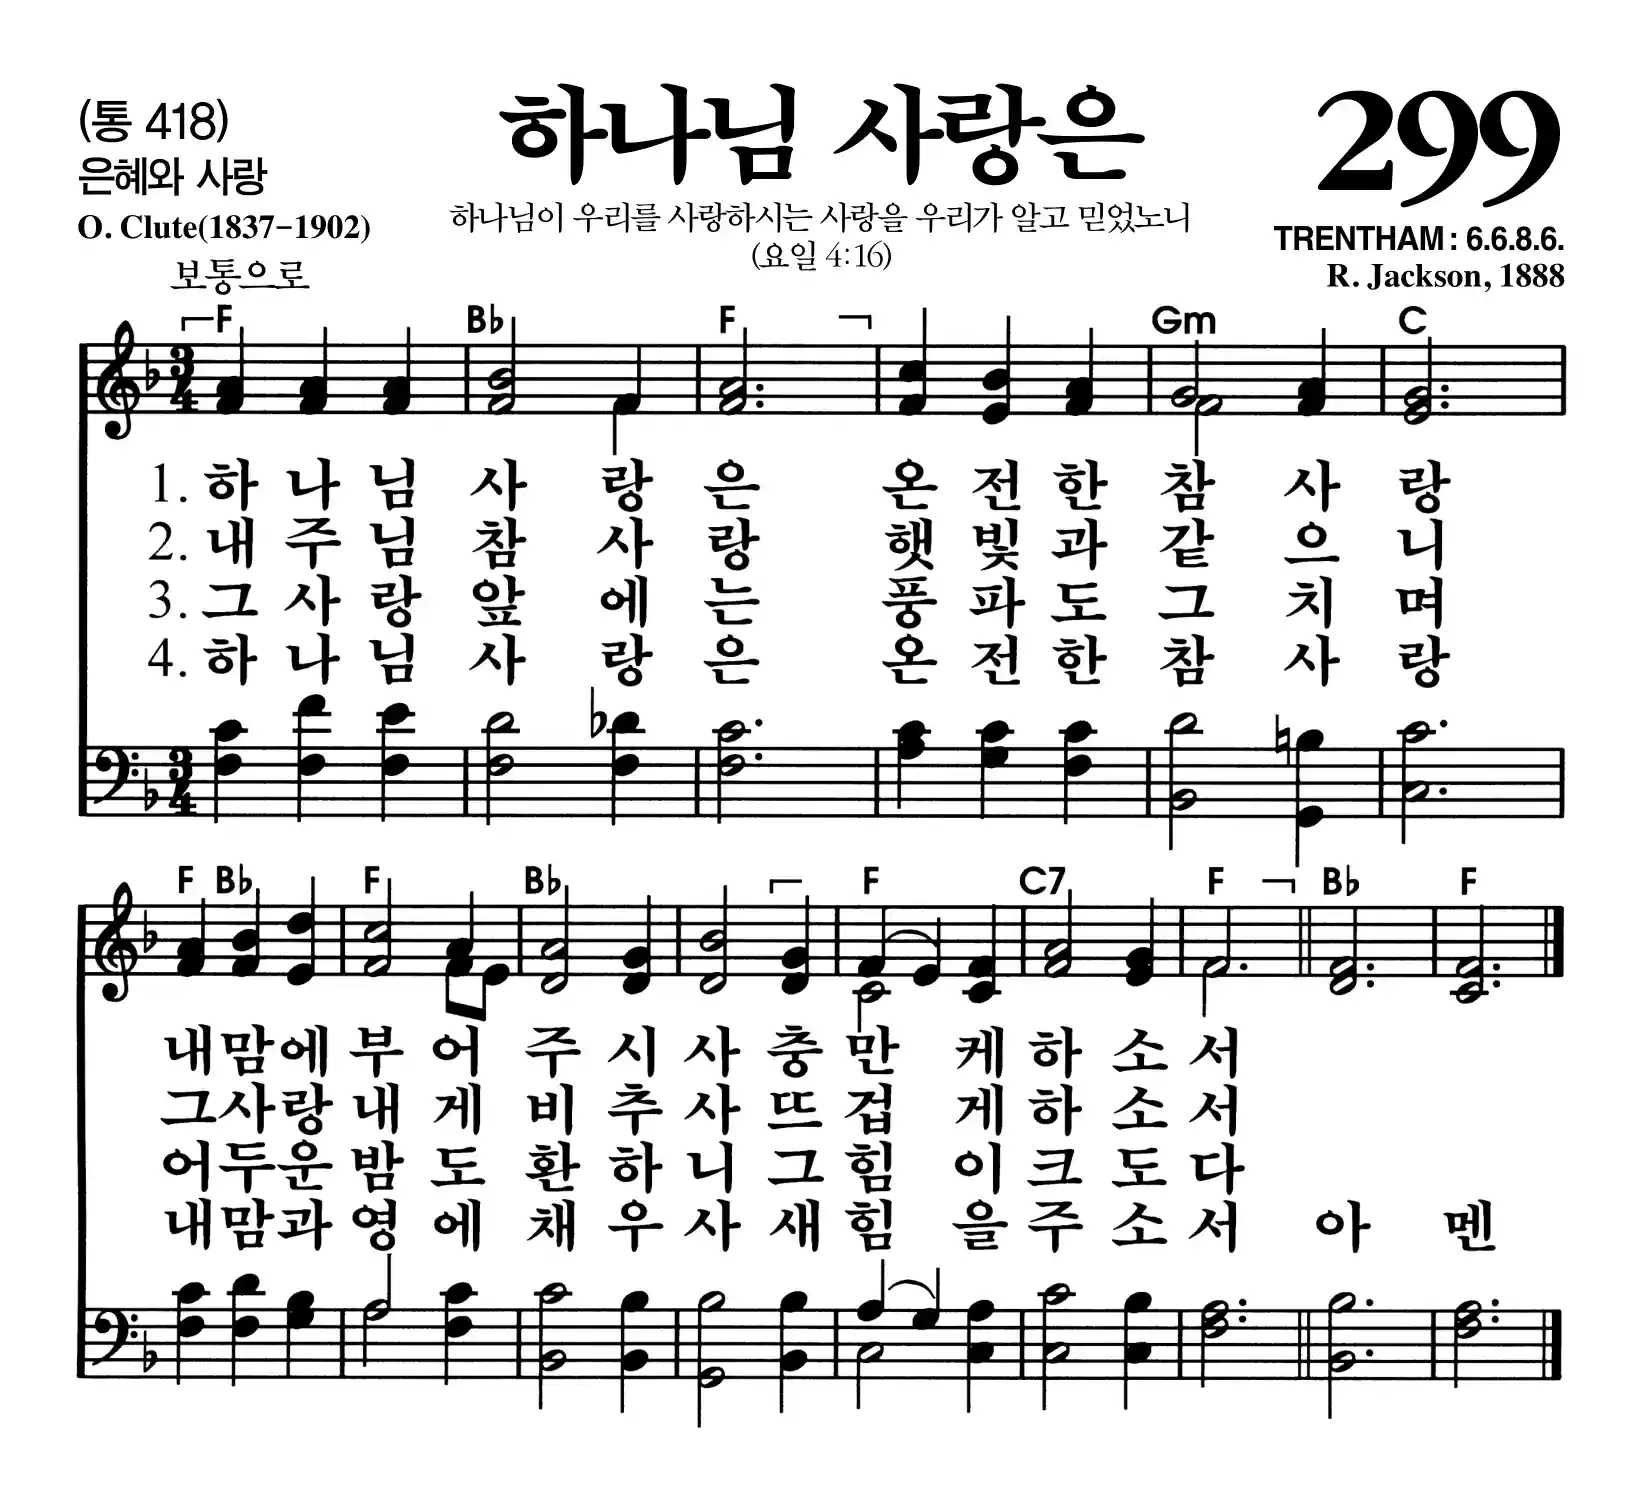 (통 418)
은혜와 사랑
O. Clute(1837-1902)
보통으로
하나님 사랑은
하나님이 우리를 사랑하시는 사랑을 우리가 알고 믿었노니
(요일 4:16)
299
TRENTHAM : 6.6.8.6.
R. Jackson, 1888
F B♭ F Gm C
3/4
1. 하 나 님 사 랑 은 온 전 한 참 사 랑
2. 내 주 님 참 사 랑 햇 빛 과 같 으 니
3. 그 사 랑 앞 에 는 풍 파 도 그 치 며
4. 하 나 님 사 랑 은 온 전 한 참 사 랑
3/4
F B♭ F B♭ F C7 F B♭ F
내맘에 부 어 주 시 사 충 만 케 하 소 서
그사랑 내 게 비 추 사 뜨 겁 게 하 소 서
어두운 밤 도 환 하 니 그 힘 이 크 도 다
내맘과 영 에 채 우 사 새 힘 을 주 소 서 아 멘